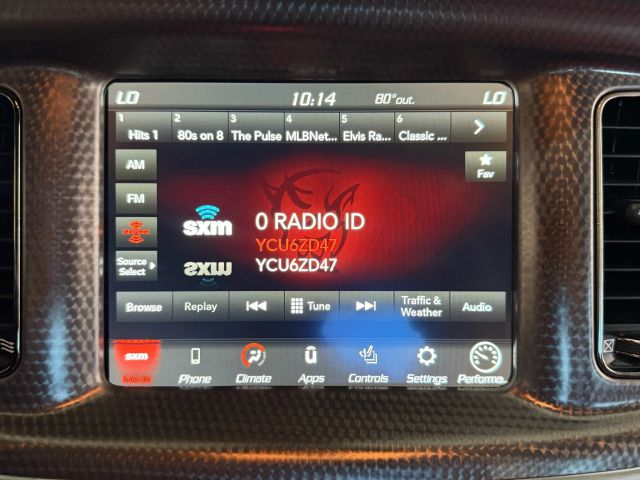 LO 10:14 80° out. LO
1 Hits 1 2 80s on 8 3 The Pulse 4 MLBNet... 5 Elvis Ra... 6 Classic ...
AM
Fav
FM
sxm 0 RADIO ID
YCU6ZD47
YCU6ZD47
Source
Select
Browse Replay Tune Traffic & Weather Audio
sxm
Media Phone Climate Apps Controls Settings Performa..